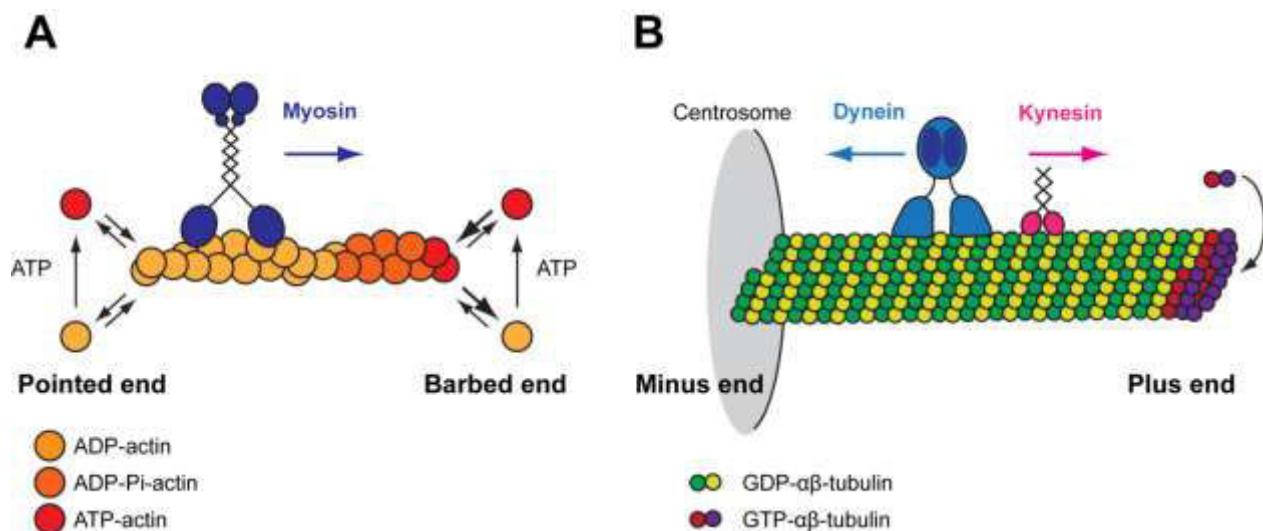 A
Myosin
ATP
ATP
Pointed end
Barbed end
ADP-actin
ADP-Pi-actin
ATP-actin
B
Centrosome
Dynein
Kynesin
Minus end
Plus end
GDP-αβ-tubulin
GTP-αβ-tubulin